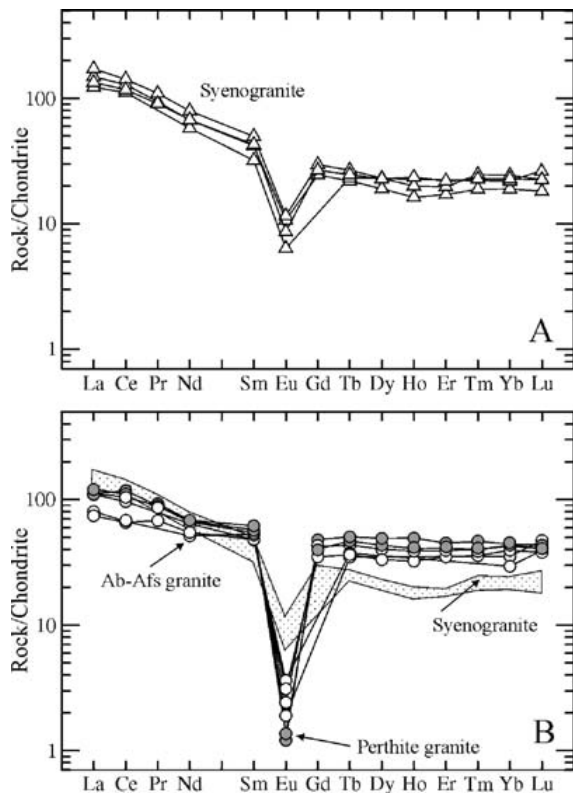 A
100
Syenogranite
Rock/Chondrite
10
1
La Ce Pr Nd Sm Eu Gd Tb Dy Ho Er Tm Yb Lu
B
100
Ab-Afs granite
Rock/Chondrite
10
Syenogranite
Perthite granite
1
La Ce Pr Nd Sm Eu Gd Tb Dy Ho Er Tm Yb Lu